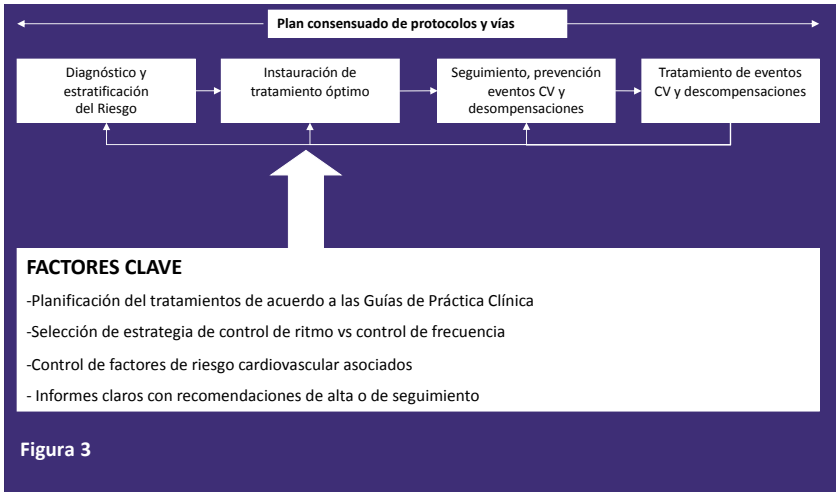 Plan consensuado de protocolos y vías
Diagnóstico y
estratificación
del Riesgo
Instauración de
tratamiento óptimo
Seguimiento, prevención
eventos CV y
desompensaciones
Tratamiento de eventos
CV y descompensaciones
FACTORES CLAVE
-Planificación del tratamientos de acuerdo a las Guías de Práctica Clínica
-Selección de estrategia de control de ritmo vs control de frecuencia
-Control de factores de riesgo cardiovascular asociados
- Informes claros con recomendaciones de alta o de seguimiento
Figura 3